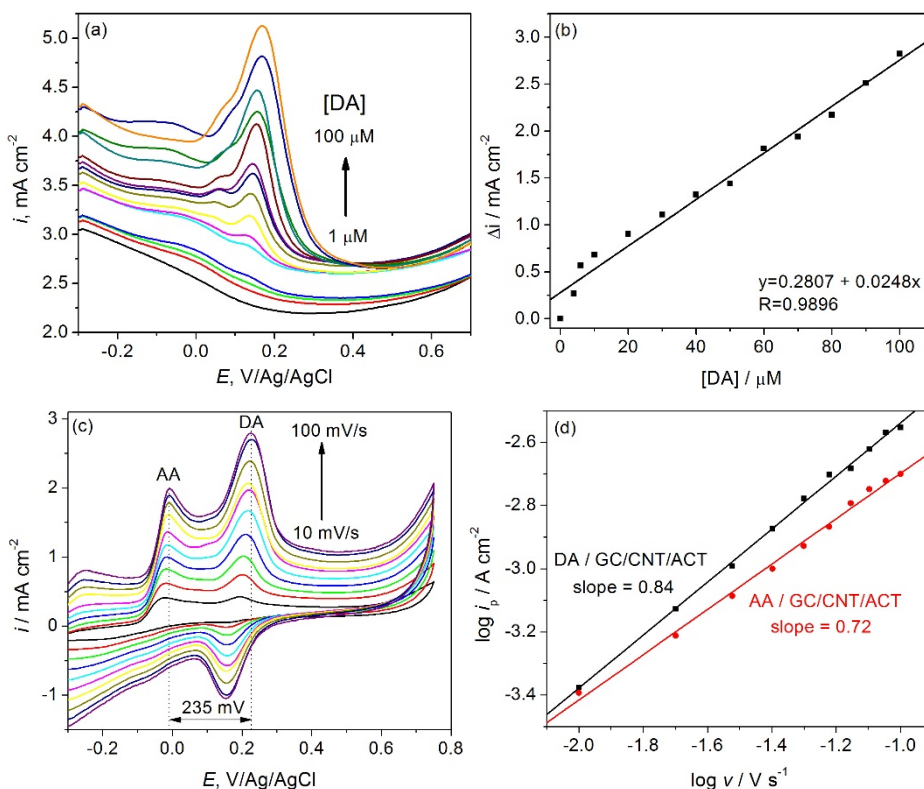 (a)
[DA]
100 μM
1 μM
i, mA cm-2
5.0
4.5
4.0
3.5
3.0
2.5
2.0
-0.2 0.0 0.2 0.4 0.6
E, V/Ag/AgCl
(b)
Δi / mA cm-2
3.0
2.5
2.0
1.5
1.0
0.5
0.0
y=0.2807 + 0.0248x
R=0.9896
0 20 40 60 80 100
[DA] / μM
(c)
AA
DA
100 mV/s
10 mV/s
i / mA cm-2
3
2
1
0
-1
235 mV
-0.2 0.0 0.2 0.4 0.6 0.8
E, V/Ag/AgCl
(d)
log ip / A cm-2
-2.6
-2.8
-3.0
-3.2
-3.4
DA / GC/CNT/ACT
slope = 0.84
AA / GC/CNT/ACT
slope = 0.72
-2.0 -1.8 -1.6 -1.4 -1.2 -1.0
log v / V s-1